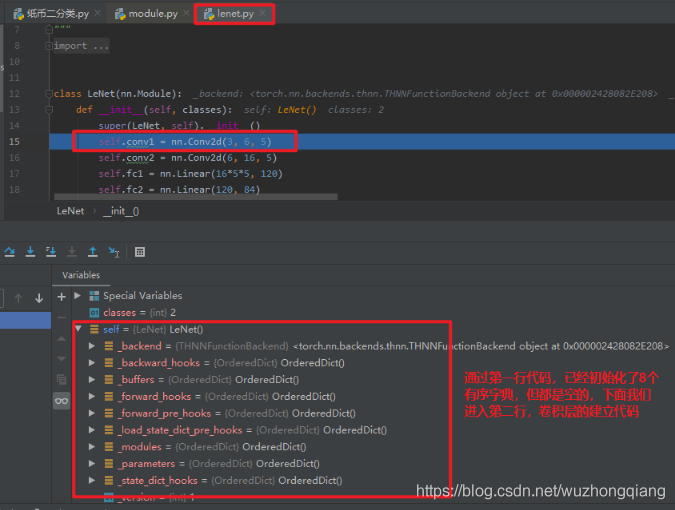 纸币二分类.py × module.py × lenet.py ×
7 """
8 import ...
10
11
12 class LeNet(nn.Module): _backend: <torch.nn.backends.thnn.THNNFunctionBackend object at 0x000002428082E208>
13 def __init__(self, classes): self: LeNet() classes: 2
14 super(LeNet, self).__init__()
15 self.conv1 = nn.Conv2d(3, 6, 5)
16 self.conv2 = nn.Conv2d(6, 16, 5)
17 self.fc1 = nn.Linear(16*5*5, 120)
18 self.fc2 = nn.Linear(120, 84)
LeNet › __init__()
Variables
Special Variables
classes = {int} 2
self = {LeNet} LeNet()
_backend = {THNNFunctionBackend} <torch.nn.backends.thnn.THNNFunctionBackend object at 0x000002428082E208>
_backward_hooks = {OrderedDict} OrderedDict()
_buffers = {OrderedDict} OrderedDict()
_forward_hooks = {OrderedDict} OrderedDict()
_forward_pre_hooks = {OrderedDict} OrderedDict()
_load_state_dict_pre_hooks = {OrderedDict} OrderedDict()
_modules = {OrderedDict} OrderedDict()
_parameters = {OrderedDict} OrderedDict()
_state_dict_hooks = {OrderedDict} OrderedDict()
_version = {int} 1
通过第一行代码，已经初始化了8个
有序字典，但都是空的，下面我们
进入第二行，卷积层的建立代码
https://blog.csdn.net/wuzhongqiang